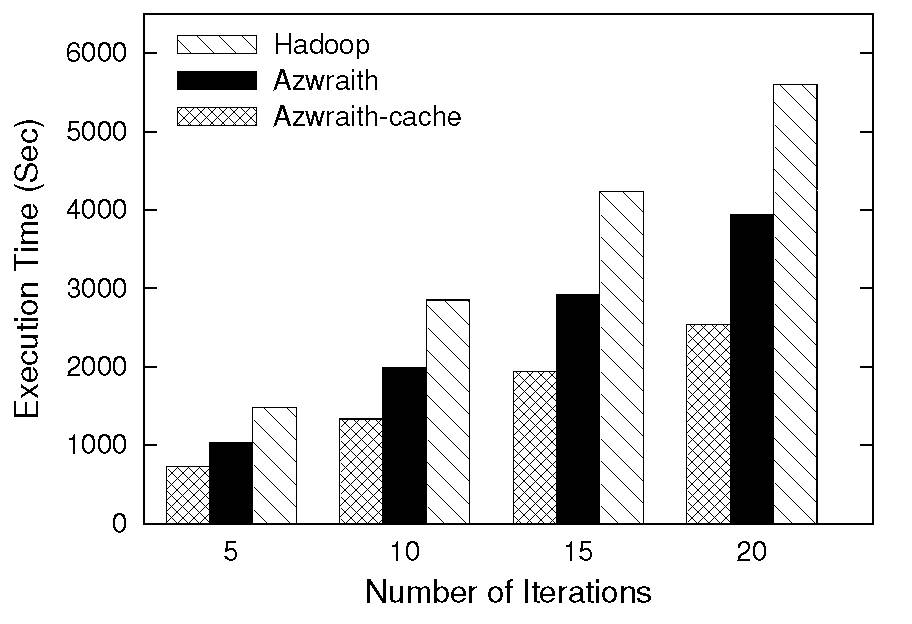 6000
5000
4000
3000
2000
1000
0
Execution Time (Sec)
Hadoop
Azwraith
Azwraith-cache
5 10 15 20
Number of Iterations